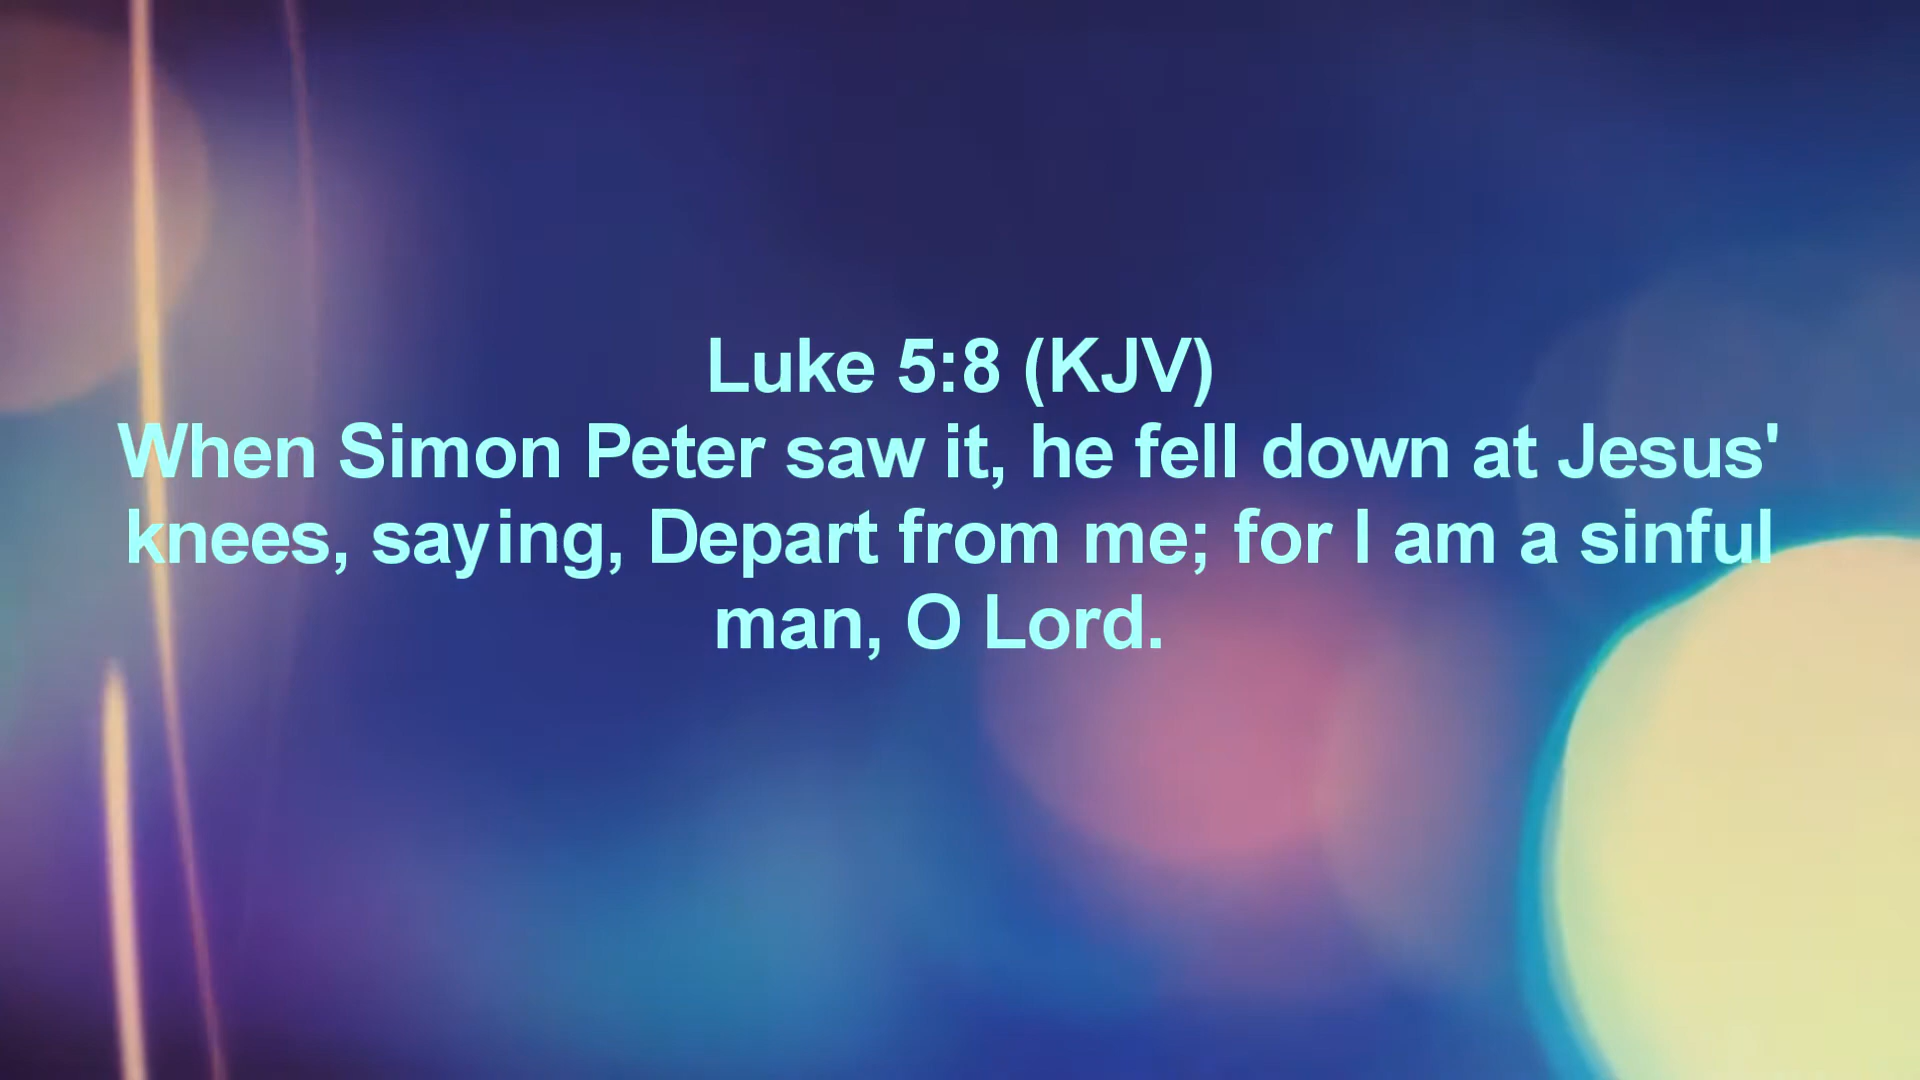 Luke 5:8 (KJV)
When Simon Peter saw it, he fell down at Jesus'
knees, saying, Depart from me; for I am a sinful
man, O Lord.